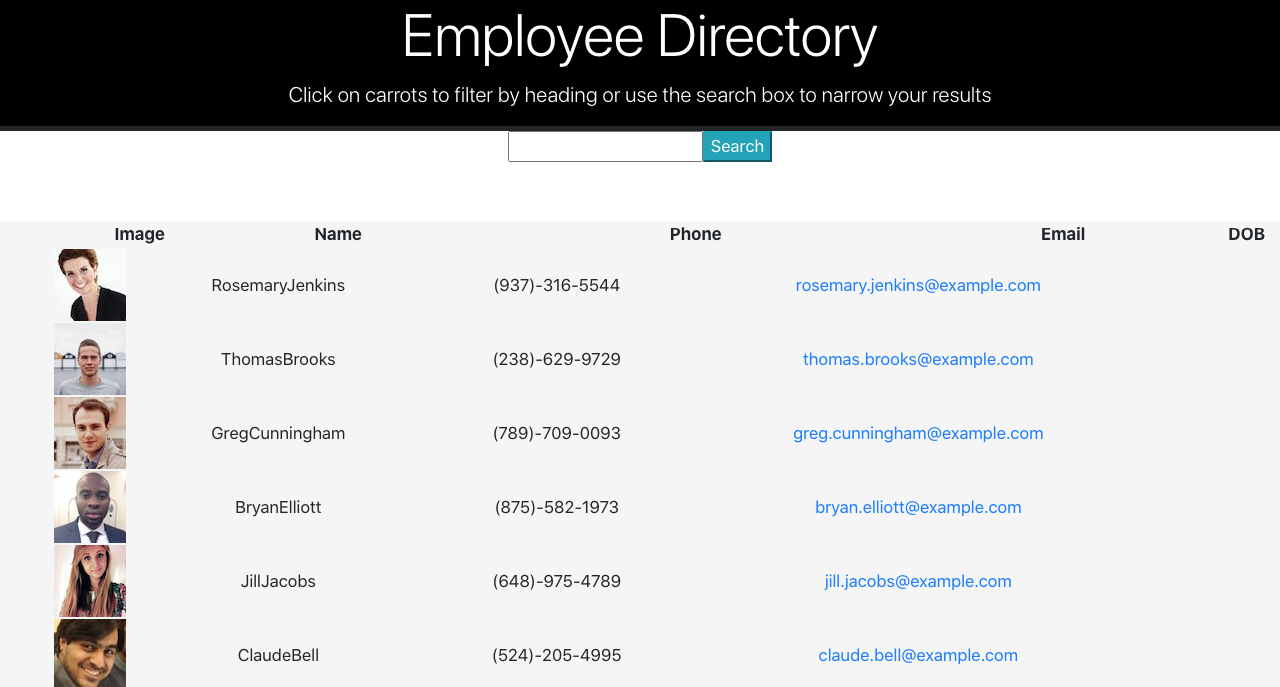 Employee Directory
Click on carrots to filter by heading or use the search box to narrow your results
Search
Image Name Phone Email DOB
RosemaryJenkins (937)-316-5544 rosemary.jenkins@example.com
ThomasBrooks (238)-629-9729 thomas.brooks@example.com
GregCunningham (789)-709-0093 greg.cunningham@example.com
BryanElliott (875)-582-1973 bryan.elliott@example.com
JillJacobs (648)-975-4789 jill.jacobs@example.com
ClaudeBell (524)-205-4995 claude.bell@example.com